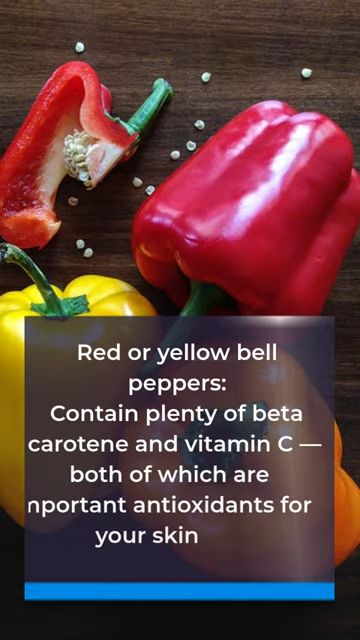 Red or yellow bell
peppers:
Contain plenty of beta
carotene and vitamin C —
both of which are
mportant antioxidants for
your skin